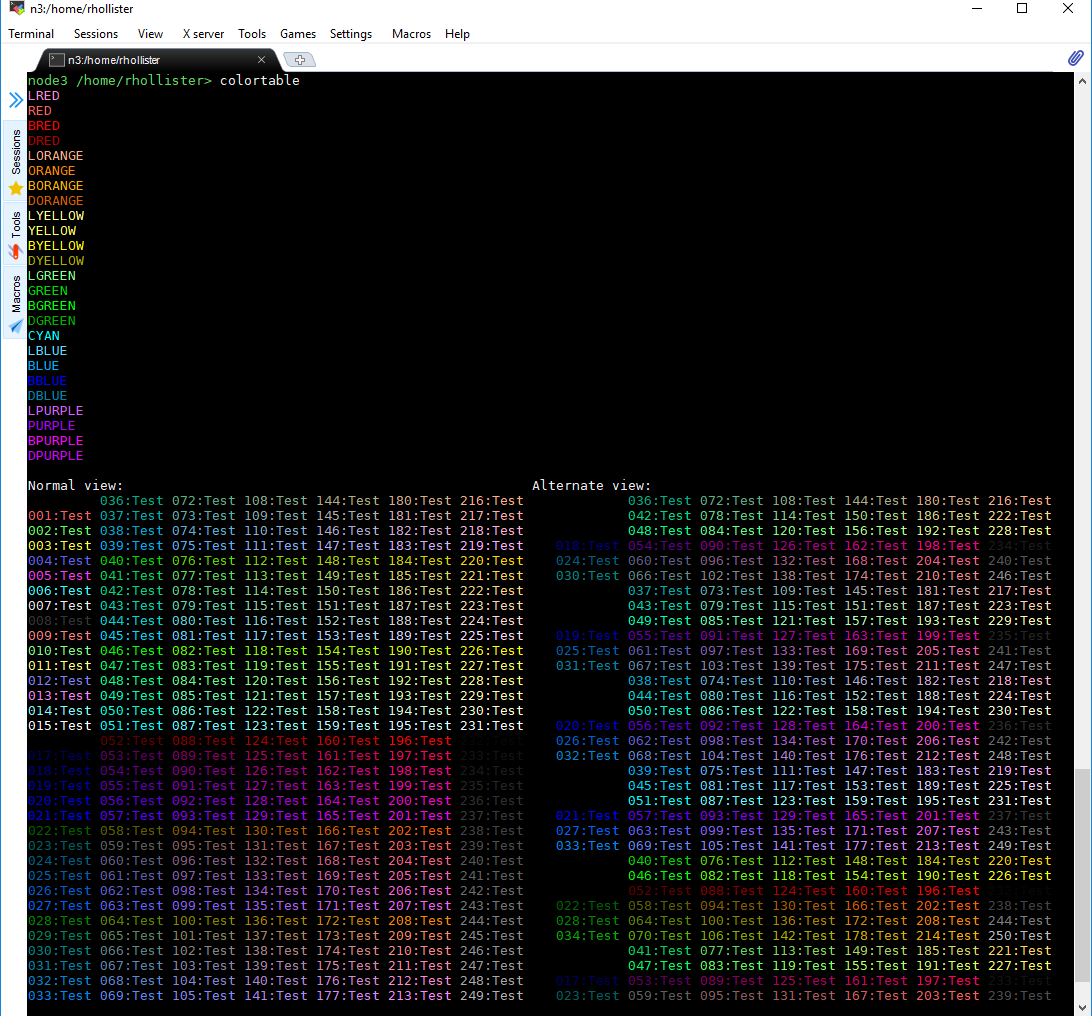 n3:/home/rhollister
Terminal Sessions View X server Tools Games Settings Macros Help
n3:/home/rhollister
Sessions
Tools
Macros
node3 /home/rhollister> colortable
LRED
RED
BRED
DRED
LORANGE
ORANGE
BORANGE
DORANGE
LYELLOW
YELLOW
BYELLOW
DYELLOW
LGREEN
GREEN
BGREEN
DGREEN
CYAN
LBLUE
BLUE
BBLUE
DBLUE
LPURPLE
PURPLE
BPURPLE
DPURPLE
Normal view: Alternate view:
036:Test 072:Test 108:Test 144:Test 180:Test 216:Test 036:Test 072:Test 108:Test 144:Test 180:Test 216:Test
001:Test 037:Test 073:Test 109:Test 145:Test 181:Test 217:Test 042:Test 078:Test 114:Test 150:Test 186:Test 222:Test
002:Test 038:Test 074:Test 110:Test 146:Test 182:Test 218:Test 048:Test 084:Test 120:Test 156:Test 192:Test 228:Test
003:Test 039:Test 075:Test 111:Test 147:Test 183:Test 219:Test 018:Test 054:Test 090:Test 126:Test 162:Test 198:Test 234:Test
004:Test 040:Test 076:Test 112:Test 148:Test 184:Test 220:Test 024:Test 060:Test 096:Test 132:Test 168:Test 204:Test 240:Test
005:Test 041:Test 077:Test 113:Test 149:Test 185:Test 221:Test 030:Test 066:Test 102:Test 138:Test 174:Test 210:Test 246:Test
006:Test 042:Test 078:Test 114:Test 150:Test 186:Test 222:Test 037:Test 073:Test 109:Test 145:Test 181:Test 217:Test
007:Test 043:Test 079:Test 115:Test 151:Test 187:Test 223:Test 043:Test 079:Test 115:Test 151:Test 187:Test 223:Test
008:Test 044:Test 080:Test 116:Test 152:Test 188:Test 224:Test 049:Test 085:Test 121:Test 157:Test 193:Test 229:Test
009:Test 045:Test 081:Test 117:Test 153:Test 189:Test 225:Test 019:Test 055:Test 091:Test 127:Test 163:Test 199:Test 235:Test
010:Test 046:Test 082:Test 118:Test 154:Test 190:Test 226:Test 025:Test 061:Test 097:Test 133:Test 169:Test 205:Test 241:Test
011:Test 047:Test 083:Test 119:Test 155:Test 191:Test 227:Test 031:Test 067:Test 103:Test 139:Test 175:Test 211:Test 247:Test
012:Test 048:Test 084:Test 120:Test 156:Test 192:Test 228:Test 038:Test 074:Test 110:Test 146:Test 182:Test 218:Test
013:Test 049:Test 085:Test 121:Test 157:Test 193:Test 229:Test 044:Test 080:Test 116:Test 152:Test 188:Test 224:Test
014:Test 050:Test 086:Test 122:Test 158:Test 194:Test 230:Test 050:Test 086:Test 122:Test 158:Test 194:Test 230:Test
015:Test 051:Test 087:Test 123:Test 159:Test 195:Test 231:Test 020:Test 056:Test 092:Test 128:Test 164:Test 200:Test 236:Test
052:Test 088:Test 124:Test 160:Test 196:Test 026:Test 062:Test 098:Test 134:Test 170:Test 206:Test 242:Test
017:Test 053:Test 089:Test 125:Test 161:Test 197:Test 233:Test 032:Test 068:Test 104:Test 140:Test 176:Test 212:Test 248:Test
018:Test 054:Test 090:Test 126:Test 162:Test 198:Test 234:Test 039:Test 075:Test 111:Test 147:Test 183:Test 219:Test
019:Test 055:Test 091:Test 127:Test 163:Test 199:Test 235:Test 045:Test 081:Test 117:Test 153:Test 189:Test 225:Test
020:Test 056:Test 092:Test 128:Test 164:Test 200:Test 236:Test 051:Test 087:Test 123:Test 159:Test 195:Test 231:Test
021:Test 057:Test 093:Test 129:Test 165:Test 201:Test 237:Test 021:Test 057:Test 093:Test 129:Test 165:Test 201:Test 237:Test
022:Test 058:Test 094:Test 130:Test 166:Test 202:Test 238:Test 027:Test 063:Test 099:Test 135:Test 171:Test 207:Test 243:Test
023:Test 059:Test 095:Test 131:Test 167:Test 203:Test 239:Test 033:Test 069:Test 105:Test 141:Test 177:Test 213:Test 249:Test
024:Test 060:Test 096:Test 132:Test 168:Test 204:Test 240:Test 040:Test 076:Test 112:Test 148:Test 184:Test 220:Test
025:Test 061:Test 097:Test 133:Test 169:Test 205:Test 241:Test 046:Test 082:Test 118:Test 154:Test 190:Test 226:Test
026:Test 062:Test 098:Test 134:Test 170:Test 206:Test 242:Test 052:Test 088:Test 124:Test 160:Test 196:Test
027:Test 063:Test 099:Test 135:Test 171:Test 207:Test 243:Test 022:Test 058:Test 094:Test 130:Test 166:Test 202:Test 238:Test
028:Test 064:Test 100:Test 136:Test 172:Test 208:Test 244:Test 028:Test 064:Test 100:Test 136:Test 172:Test 208:Test 244:Test
029:Test 065:Test 101:Test 137:Test 173:Test 209:Test 245:Test 034:Test 070:Test 106:Test 142:Test 178:Test 214:Test 250:Test
030:Test 066:Test 102:Test 138:Test 174:Test 210:Test 246:Test 041:Test 077:Test 113:Test 149:Test 185:Test 221:Test
031:Test 067:Test 103:Test 139:Test 175:Test 211:Test 247:Test 047:Test 083:Test 119:Test 155:Test 191:Test 227:Test
032:Test 068:Test 104:Test 140:Test 176:Test 212:Test 248:Test 017:Test 053:Test 089:Test 125:Test 161:Test 197:Test 233:Test
033:Test 069:Test 105:Test 141:Test 177:Test 213:Test 249:Test 023:Test 059:Test 095:Test 131:Test 167:Test 203:Test 239:Test